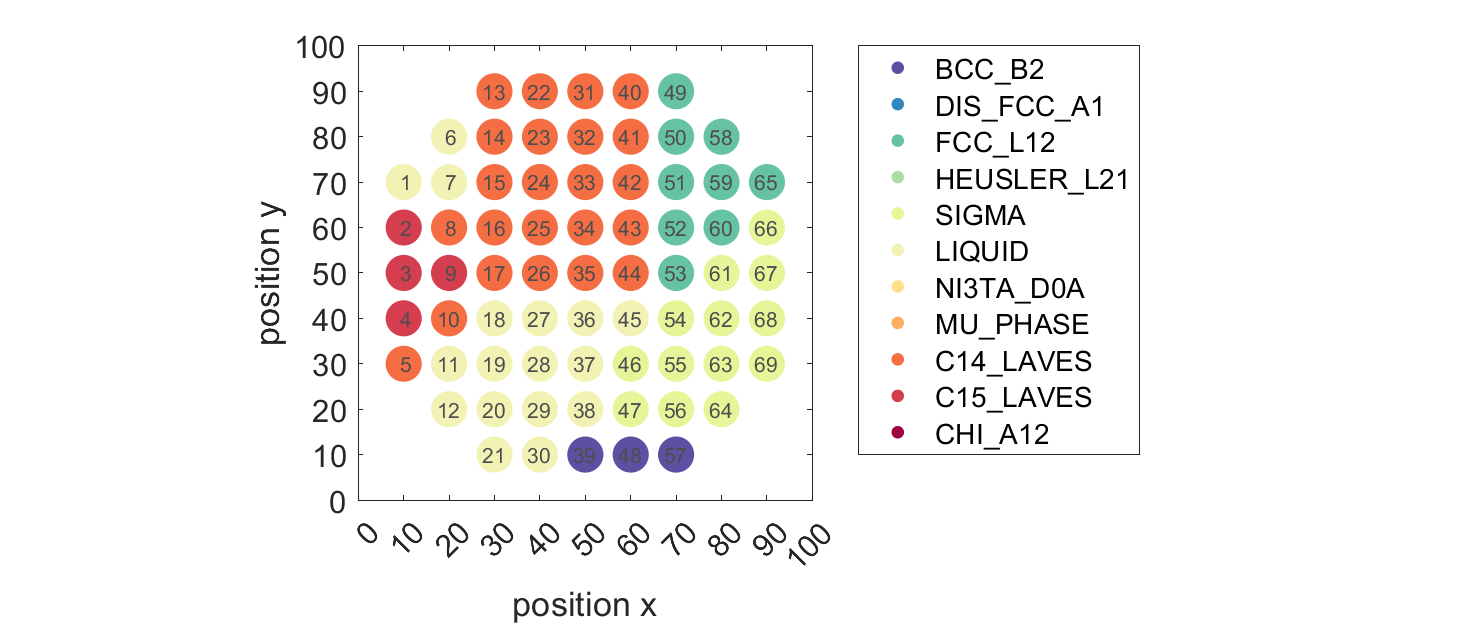 100
90
80
70
60
50
40
30
20
10
0
position y
13 22 31 40 49
6 14 23 32 41 50 58
1 7 15 24 33 42 51 59 65
2 8 16 25 34 43 52 60 66
3 9 17 26 35 44 53 61 67
4 10 18 27 36 45 54 62 68
5 11 19 28 37 46 55 63 69
12 20 29 38 47 56 64
21 30 39 48 57
0 10 20 30 40 50 60 70 80 90 100
position x
BCC_B2
DIS_FCC_A1
FCC_L12
HEUSLER_L21
SIGMA
LIQUID
NI3TA_D0A
MU_PHASE
C14_LAVES
C15_LAVES
CHI_A12